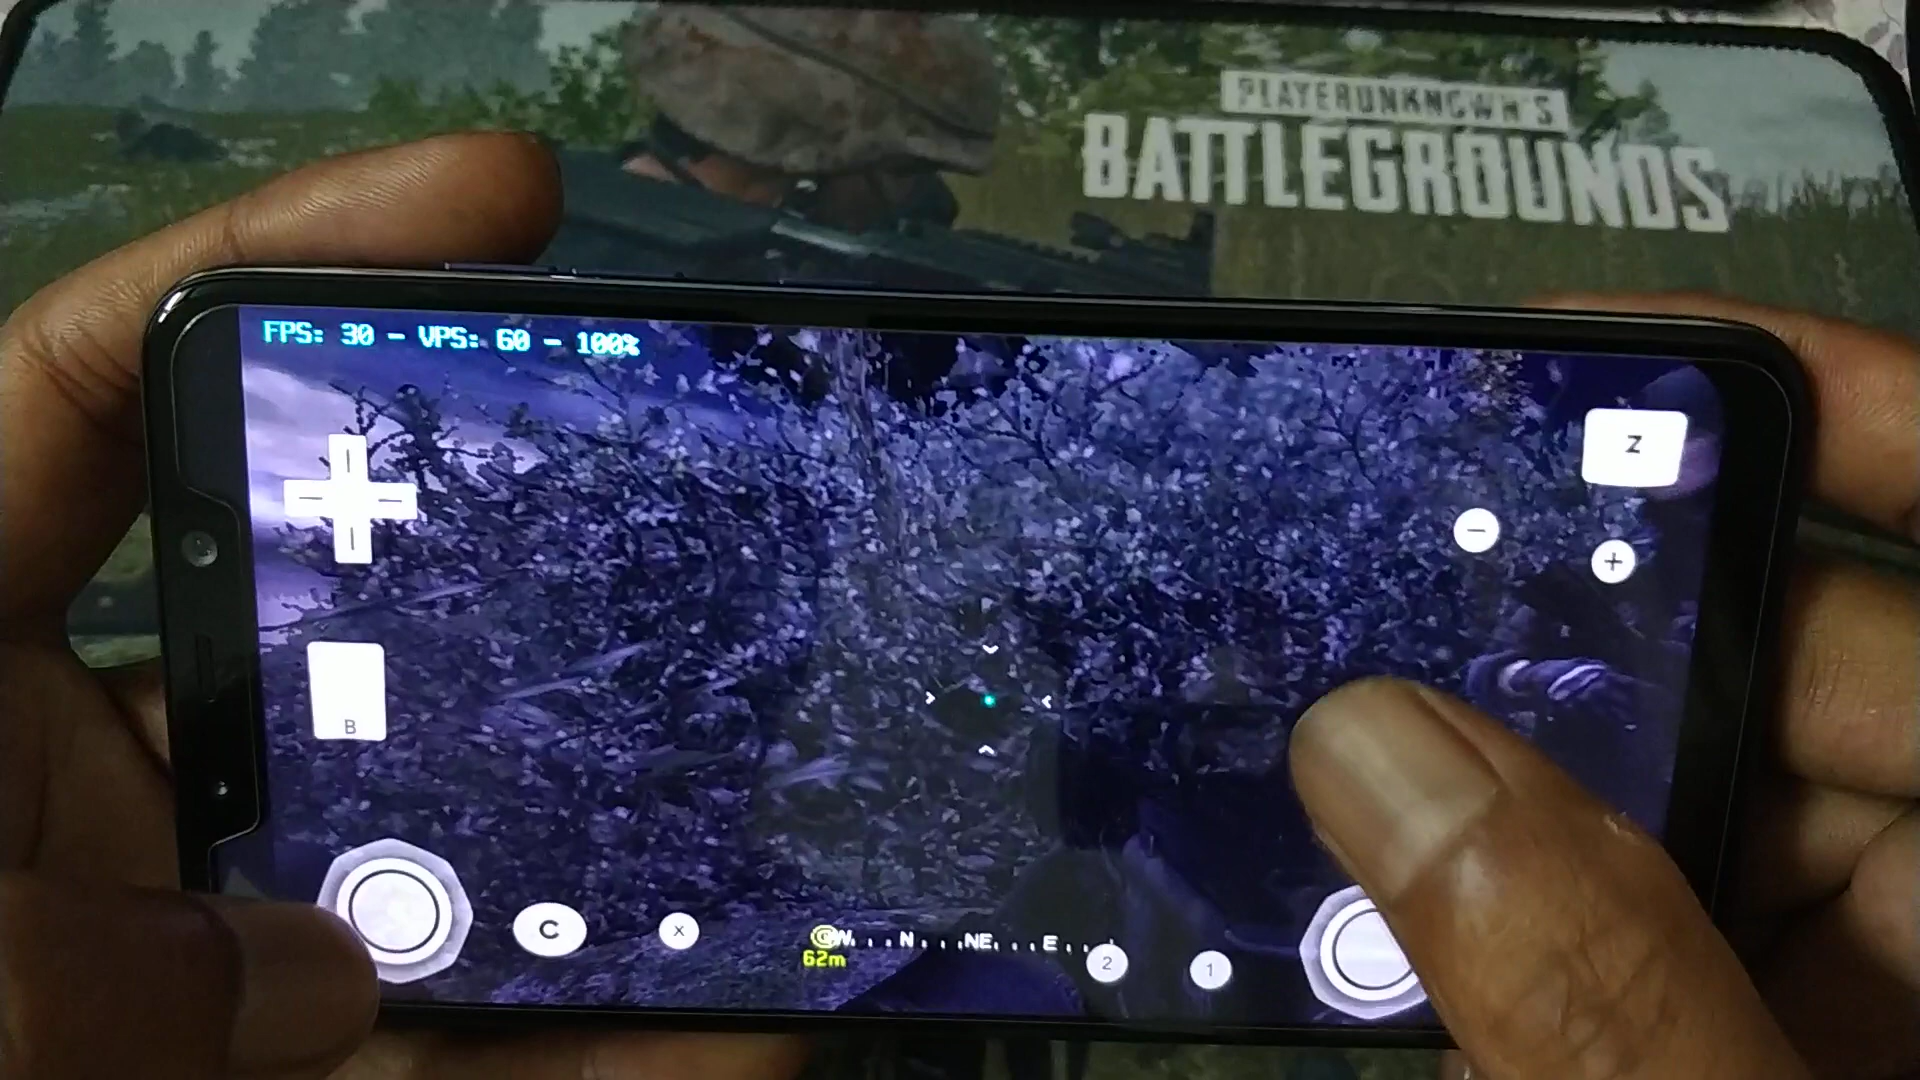 PLAYERUNKNOWN'S
BATTLEGROUNDS
FPS: 30 - VPS: 60 - 100%
Z
-
+
B
C
X
W...N....NE....E...
62m
2
1